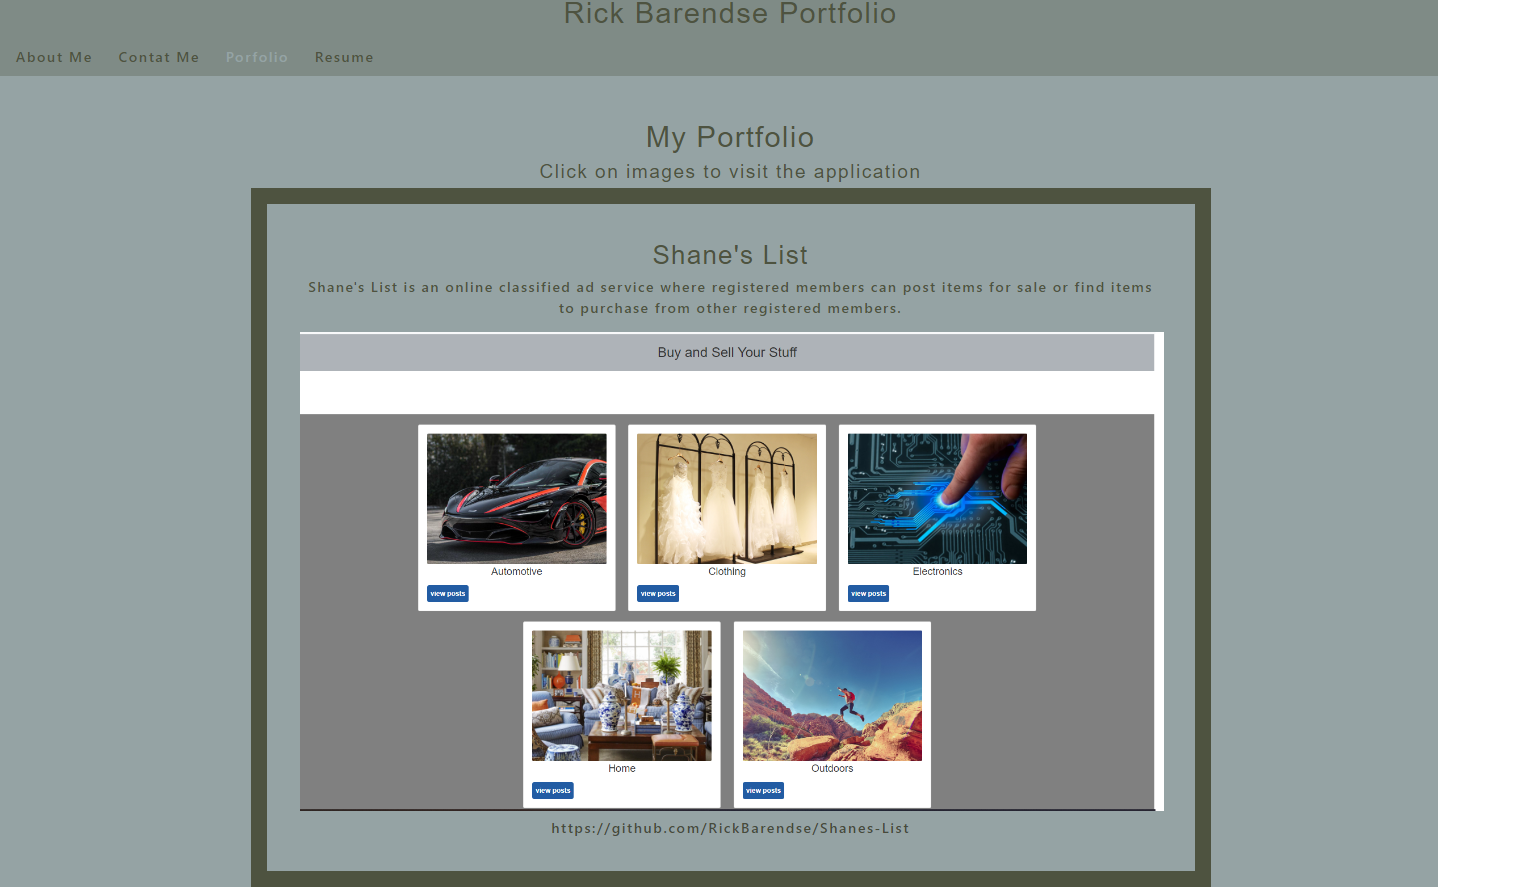 Rick Barendse Portfolio
About Me Contat Me Porfolio Resume
My Portfolio
Click on images to visit the application
Shane's List
Shane's List is an online classified ad service where registered members can post items for sale or find items
to purchase from other registered members.
Buy and Sell Your Stuff
Automotive Clothing Electronics
view posts view posts view posts
Home Outdoors
view posts view posts
https://github.com/RickBarendse/Shanes-List